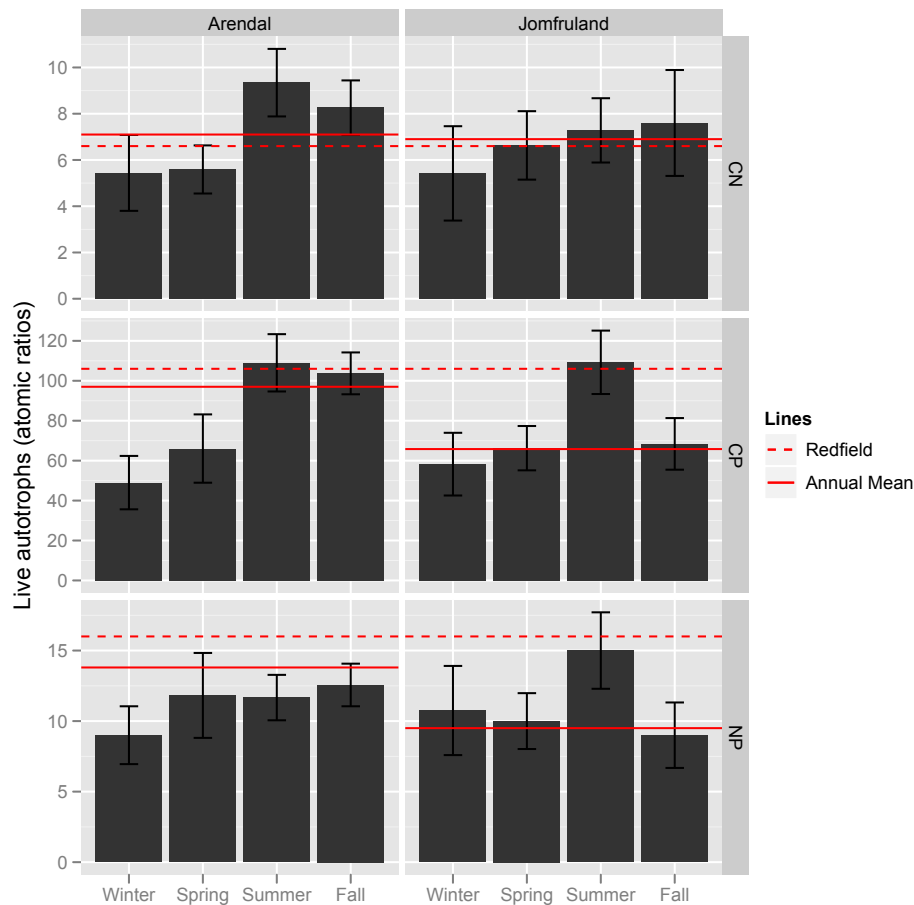 Arendal
Jomfruland
Live autotrophs (atomic ratios)
10
8
6
4
2
0
CN
120
100
80
60
40
20
0
CP
15
10
5
0
NP
Winter Spring Summer Fall
Winter Spring Summer Fall
Lines
Redfield
Annual Mean